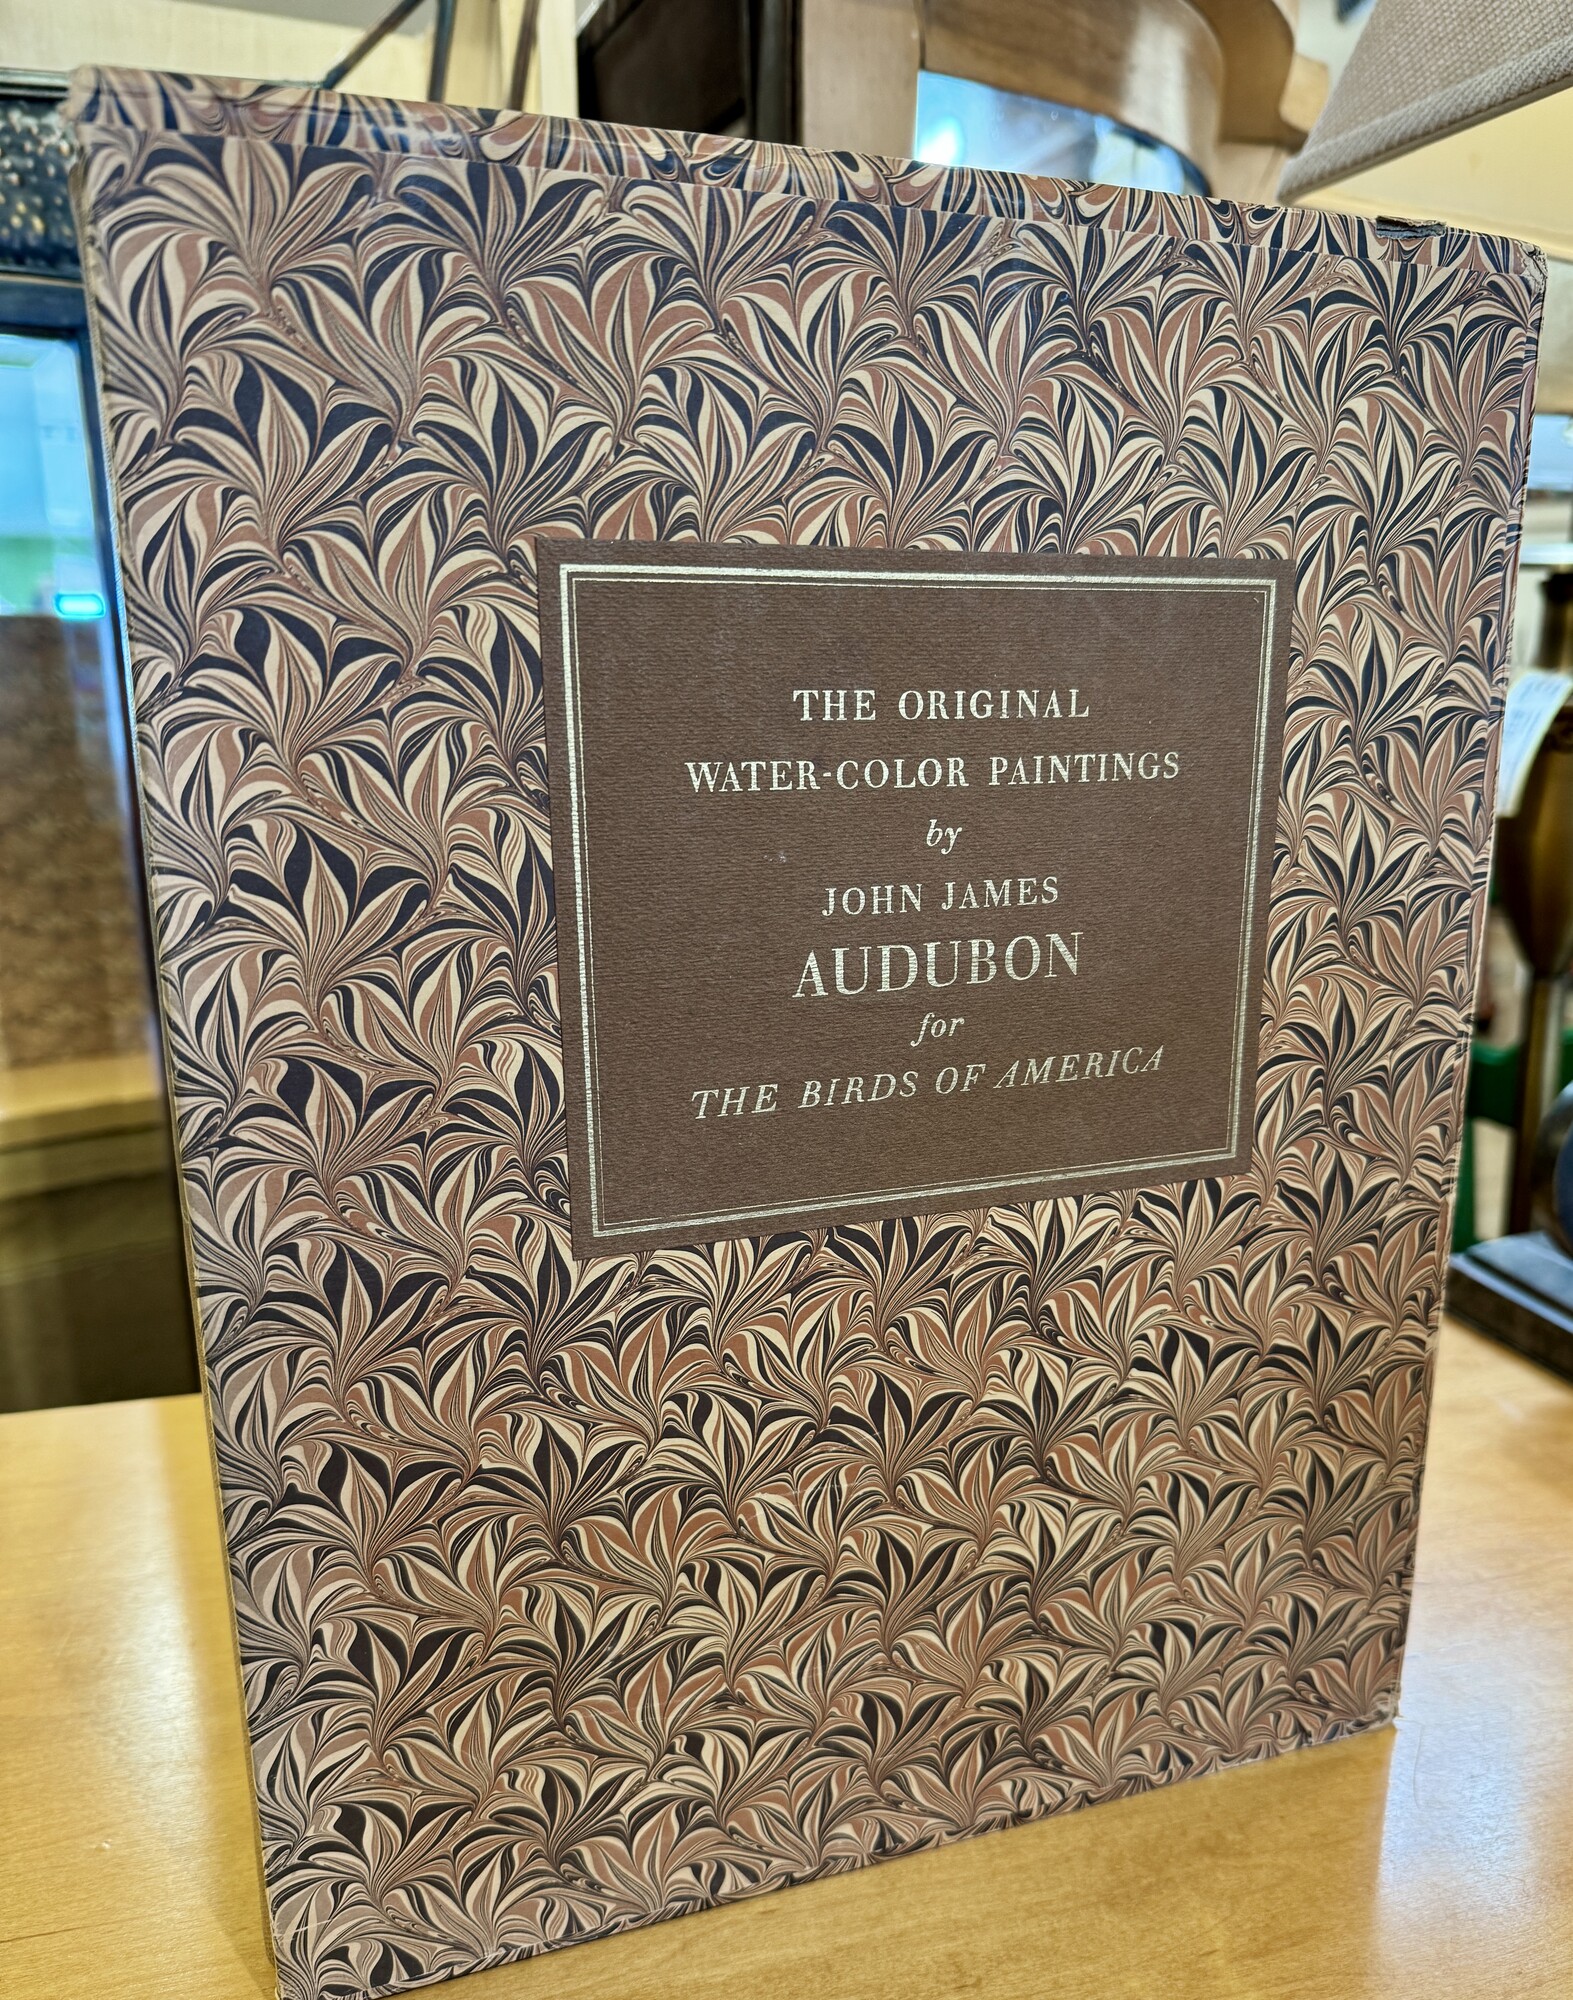 THE ORIGINAL
WATER-COLOR PAINTINGS
by
JOHN JAMES
AUDUBON
for
THE BIRDS OF AMERICA